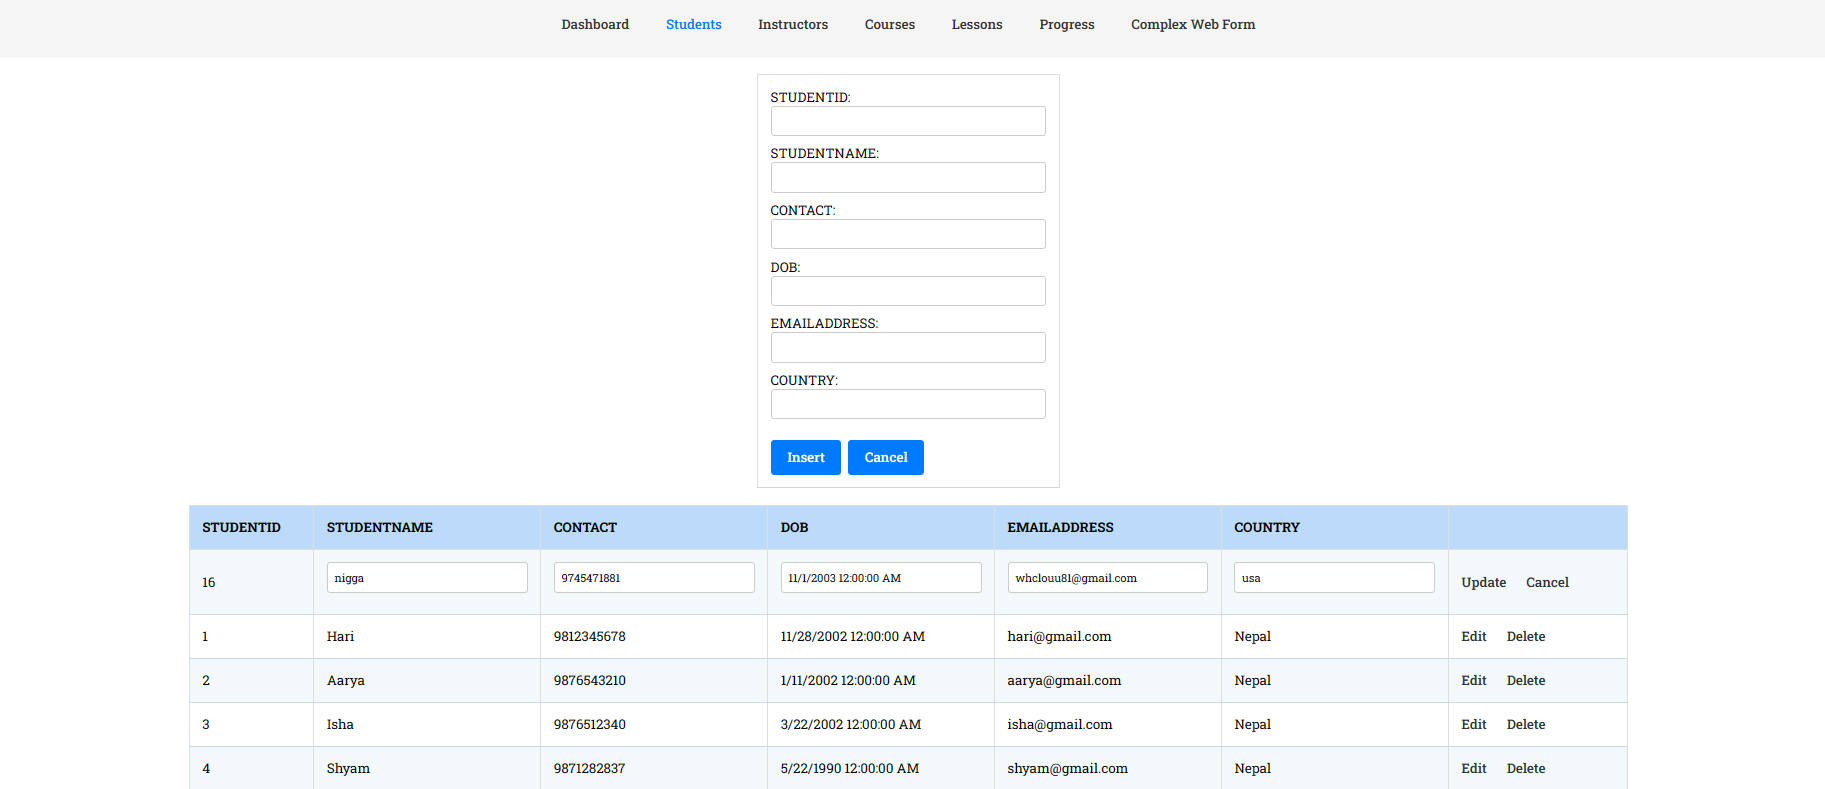 Dashboard Students Instructors Courses Lessons Progress Complex Web Form
STUDENTID:
STUDENTNAME:
CONTACT:
DOB:
EMAILADDRESS:
COUNTRY:
Insert Cancel
STUDENTID STUDENTNAME CONTACT DOB EMAILADDRESS COUNTRY
16 nigga 9745471881 11/1/2003 12:00:00 AM whclouu81@gmail.com usa Update Cancel
1 Hari 9812345678 11/28/2002 12:00:00 AM hari@gmail.com Nepal Edit Delete
2 Aarya 9876543210 1/11/2002 12:00:00 AM aarya@gmail.com Nepal Edit Delete
3 Isha 9876512340 3/22/2002 12:00:00 AM isha@gmail.com Nepal Edit Delete
4 Shyam 9871282837 5/22/1990 12:00:00 AM shyam@gmail.com Nepal Edit Delete